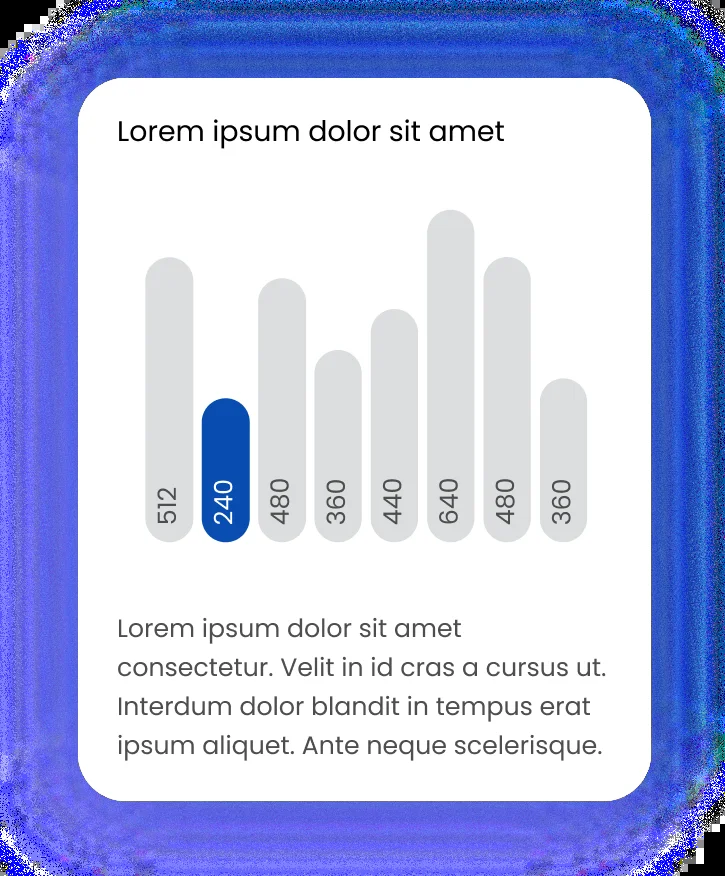 Lorem ipsum dolor sit amet
512
240
480
360
440
640
480
360
Lorem ipsum dolor sit amet
consectetur. Velit in id cras a cursus ut.
Interdum dolor blandit in tempus erat
ipsum aliquet. Ante neque scelerisque.